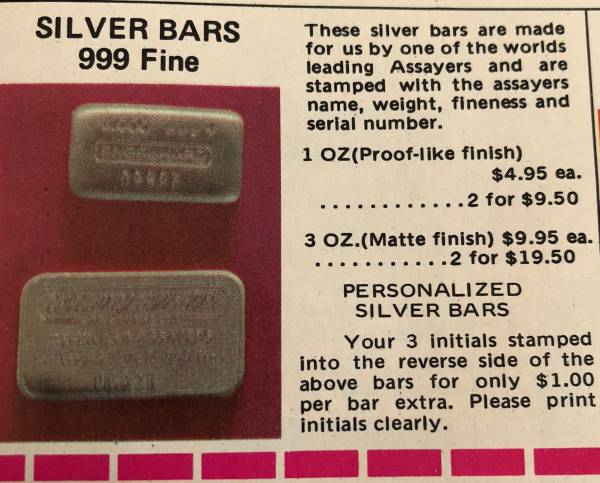 SILVER BARS
999 Fine
These silver bars are made
for us by one of the worlds
leading Assayers and are
stamped with the assayers
name, weight, fineness and
serial number.
1 OZ(Proof-like finish)
$4.95 ea.
............2 for $9.50
3 OZ.(Matte finish) $9.95 ea.
...........2 for $19.50
PERSONALIZED
SILVER BARS
Your 3 initials stamped
into the reverse side of the
above bars for only $1.00
per bar extra. Please print
initials clearly.